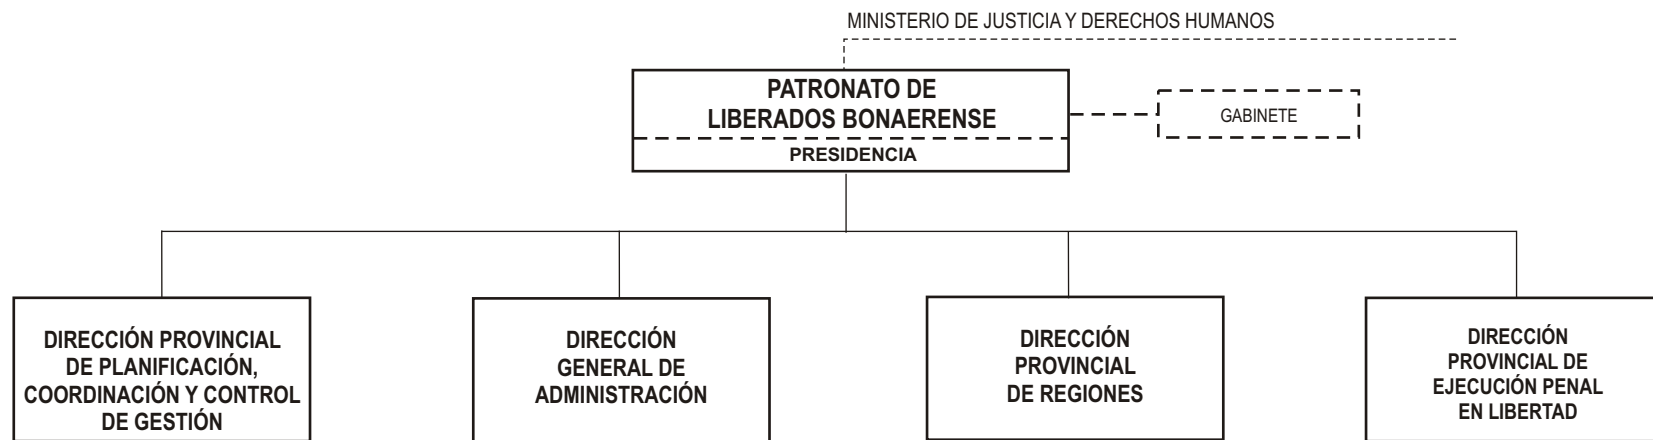 MINISTERIO DE JUSTICIA Y DERECHOS HUMANOS
PATRONATO DE
LIBERADOS BONAERENSE
PRESIDENCIA
GABINETE
DIRECCIÓN PROVINCIAL
DE PLANIFICACIÓN,
COORDINACIÓN Y CONTROL
DE GESTIÓN
DIRECCIÓN
GENERAL DE
ADMINISTRACIÓN
DIRECCIÓN
PROVINCIAL
DE REGIONES
DIRECCIÓN
PROVINCIAL DE
EJECUCIÓN PENAL
EN LIBERTAD